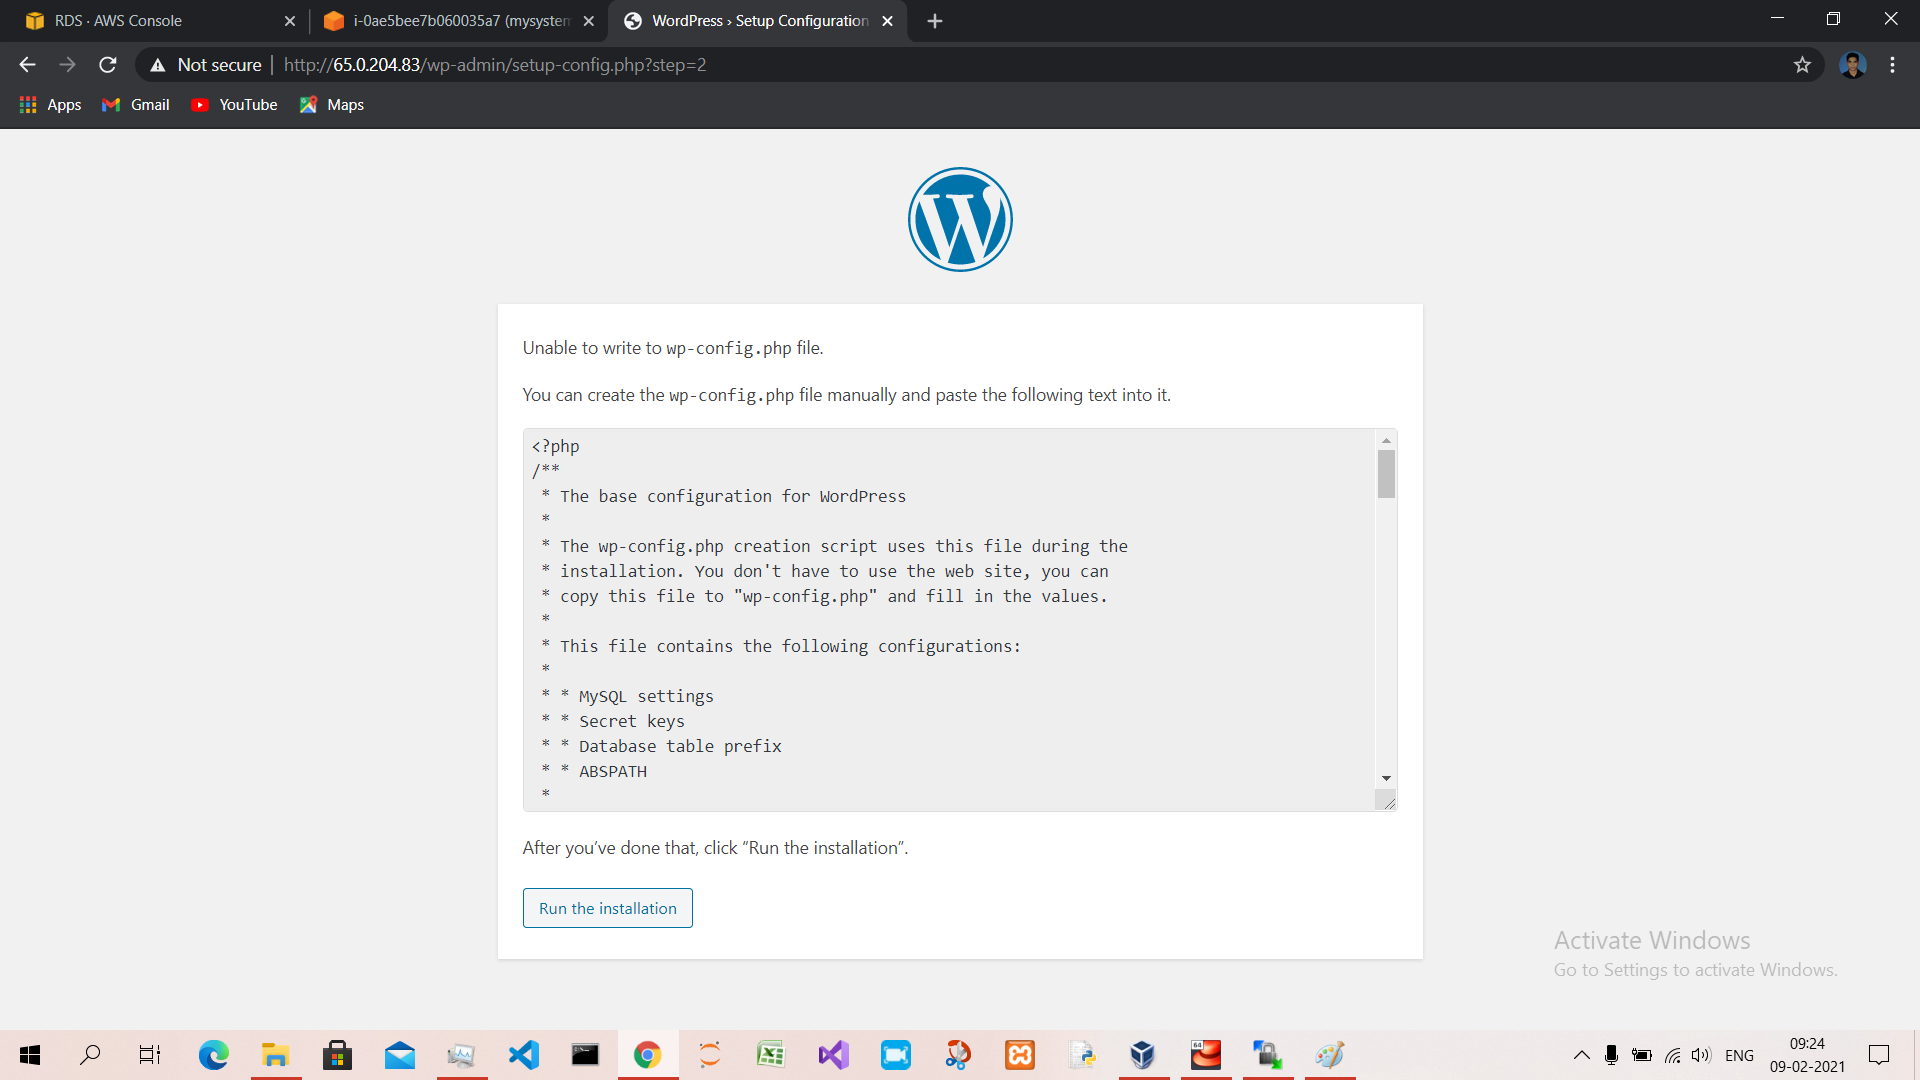 RDS · AWS Console
i-0ae5bee7b060035a7 (mysystem
WordPress › Setup Configuration
Not secure
http://65.0.204.83/wp-admin/setup-config.php?step=2
Apps
Gmail
YouTube
Maps
Unable to write to wp-config.php file.
You can create the wp-config.php file manually and paste the following text into it.
<?php
/**
 * The base configuration for WordPress
 *
 * The wp-config.php creation script uses this file during the
 * installation. You don't have to use the web site, you can
 * copy this file to "wp-config.php" and fill in the values.
 *
 * This file contains the following configurations:
 *
 * * MySQL settings
 * * Secret keys
 * * Database table prefix
 * * ABSPATH
 *
After you’ve done that, click “Run the installation”.
Run the installation
Activate Windows
Go to Settings to activate Windows.
64
ENG
09:24
09-02-2021